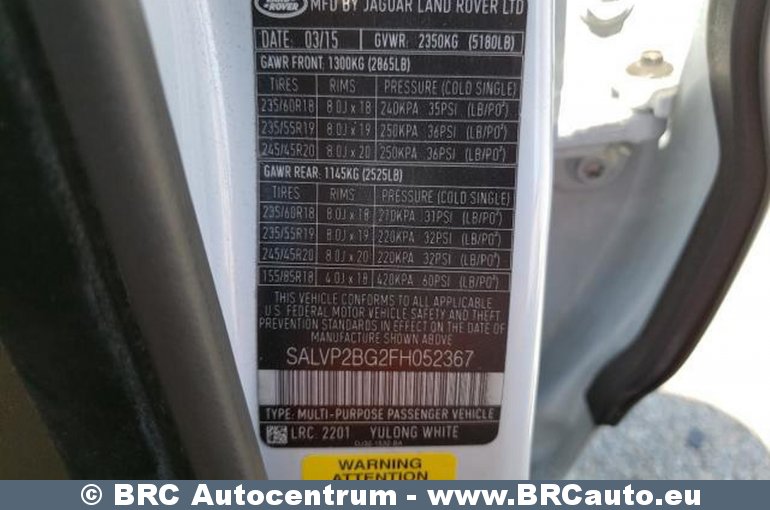 ROVER
MFD BY JAGUAR LAND ROVER LTD
DATE: 03/15 GVWR: 2350KG (5180LB)
GAWR FRONT: 1300KG (2865LB)
TIRES RIMS PRESSURE (COLD SINGLE)
235/60R18 8.0J x 18 240KPA 35PSI (LB/PO²)
235/55R19 8.0J x 19 250KPA 36PSI (LB/PO²)
245/45R20 8.0J x 20 250KPA 36PSI (LB/PO²)
GAWR REAR: 1145KG (2525LB)
TIRES RIMS PRESSURE (COLD SINGLE)
235/60R18 8.0J x 18 210KPA 31PSI (LB/PO²)
235/55R19 8.0J x 19 220KPA 32PSI (LB/PO²)
245/45R20 8.0J x 20 220KPA 32PSI (LB/PO²)
155/85R18 4.0J x 18 420KPA 60PSI (LB/PO²)
THIS VEHICLE CONFORMS TO ALL APPLICABLE
U.S. FEDERAL MOTOR VEHICLE SAFETY AND THEFT
PREVENTION STANDARDS IN EFFECT ON THE DATE OF
MANUFACTURE SHOWN ABOVE
SALVP2BG2FH052367
TYPE: MULTI-PURPOSE PASSENGER VEHICLE
LRC: 2201 YULONG WHITE
WARNING
ATTENTION
© BRC Autocentrum - www.BRCauto.eu